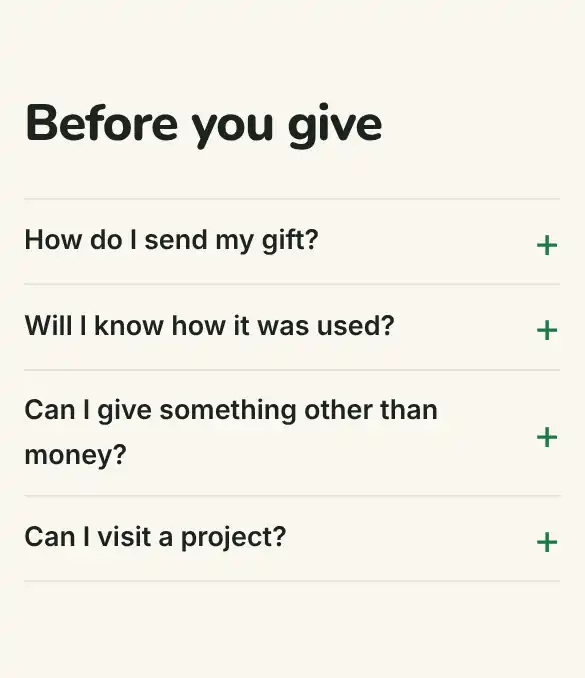 Before you give
How do I send my gift?
+
Will I know how it was used?
+
Can I give something other than
money?
+
Can I visit a project?
+